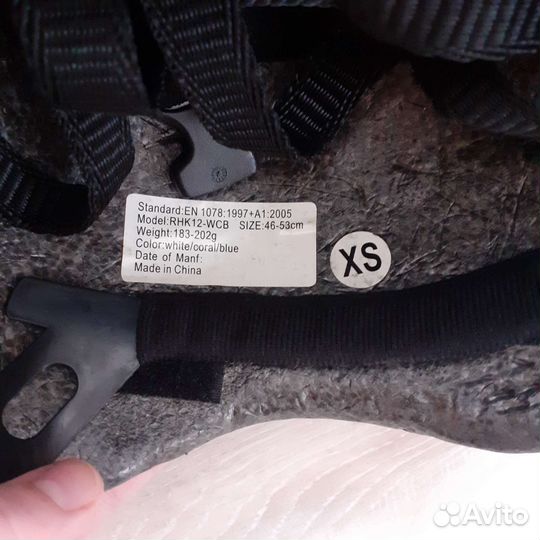 Standard:EN 1078:1997+A1:2005
Model:RHK12-WCB SIZE:46-53cm
Weight:183-202g
Color:white/coral/blue
Date of Manf:
Made in China
XS
Avito